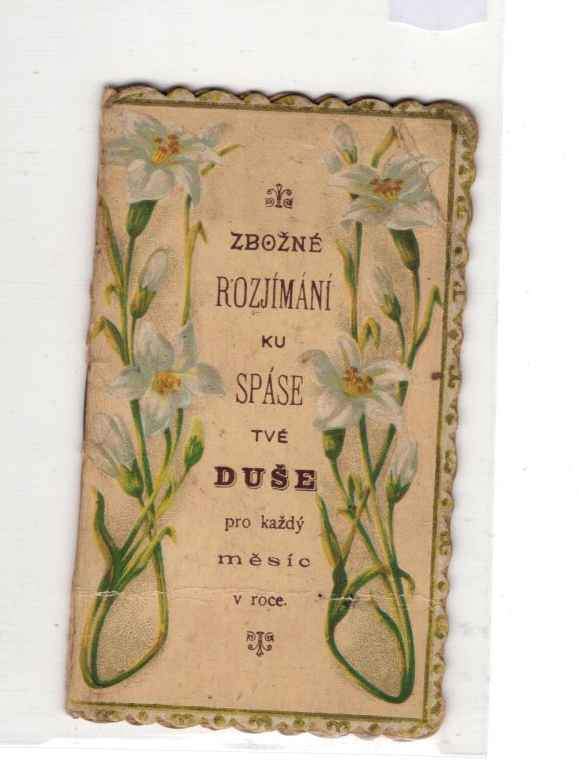 ZBOŽNÉ
ROZJÍMÁNÍ
KU
SPÁSE
TVÉ
DUŠE
pro každý
měsíc
v roce.